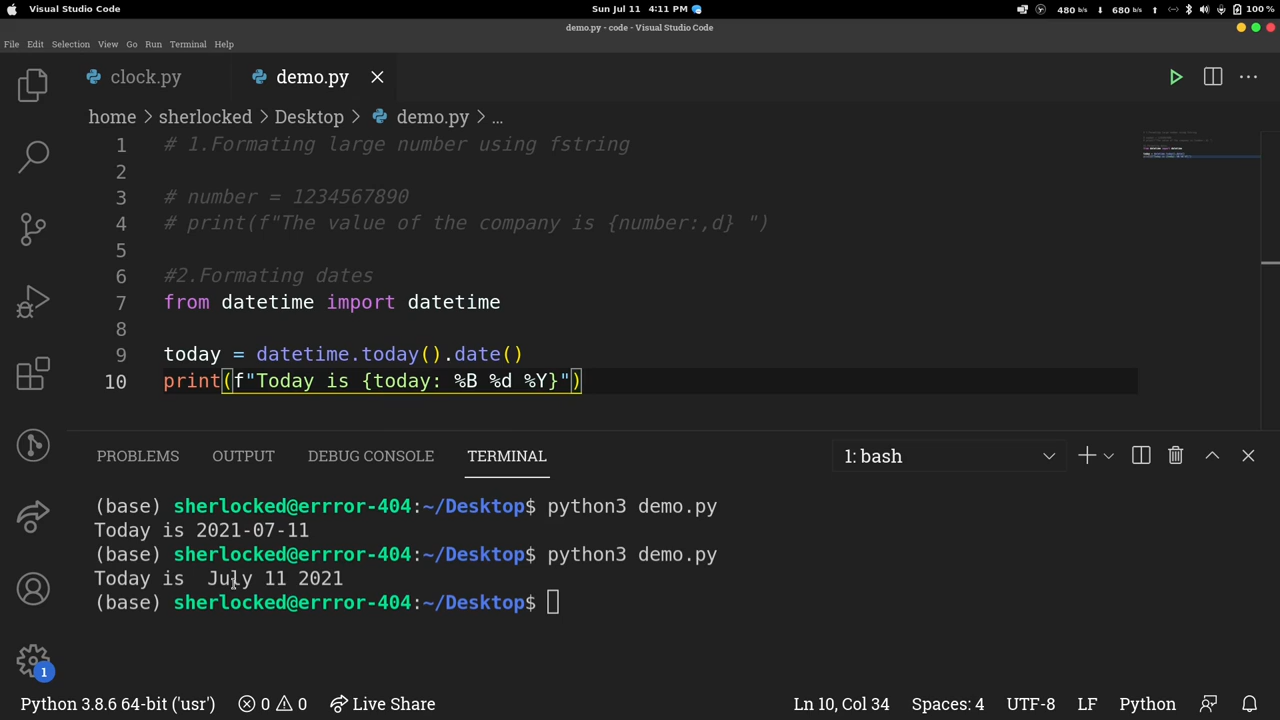 Visual Studio Code Sun Jul 11 4:11 PM 480 b/s 680 b/s 100 %
demo.py - code - Visual Studio Code
File Edit Selection View Go Run Terminal Help
clock.py demo.py
home > sherlocked > Desktop > demo.py > ...
1 # 1.Formating large number using fstring
2
3 # number = 1234567890
4 # print(f"The value of the company is {number:,d} ")
5
6 #2.Formating dates
7 from datetime import datetime
8
9 today = datetime.today().date()
10 print(f"Today is {today: %B %d %Y}")
PROBLEMS OUTPUT DEBUG CONSOLE TERMINAL 1: bash
(base) sherlocked@errror-404:~/Desktop$ python3 demo.py
Today is 2021-07-11
(base) sherlocked@errror-404:~/Desktop$ python3 demo.py
Today is  July 11 2021
(base) sherlocked@errror-404:~/Desktop$
1
Python 3.8.6 64-bit ('usr') 0 0 Live Share Ln 10, Col 34 Spaces: 4 UTF-8 LF Python